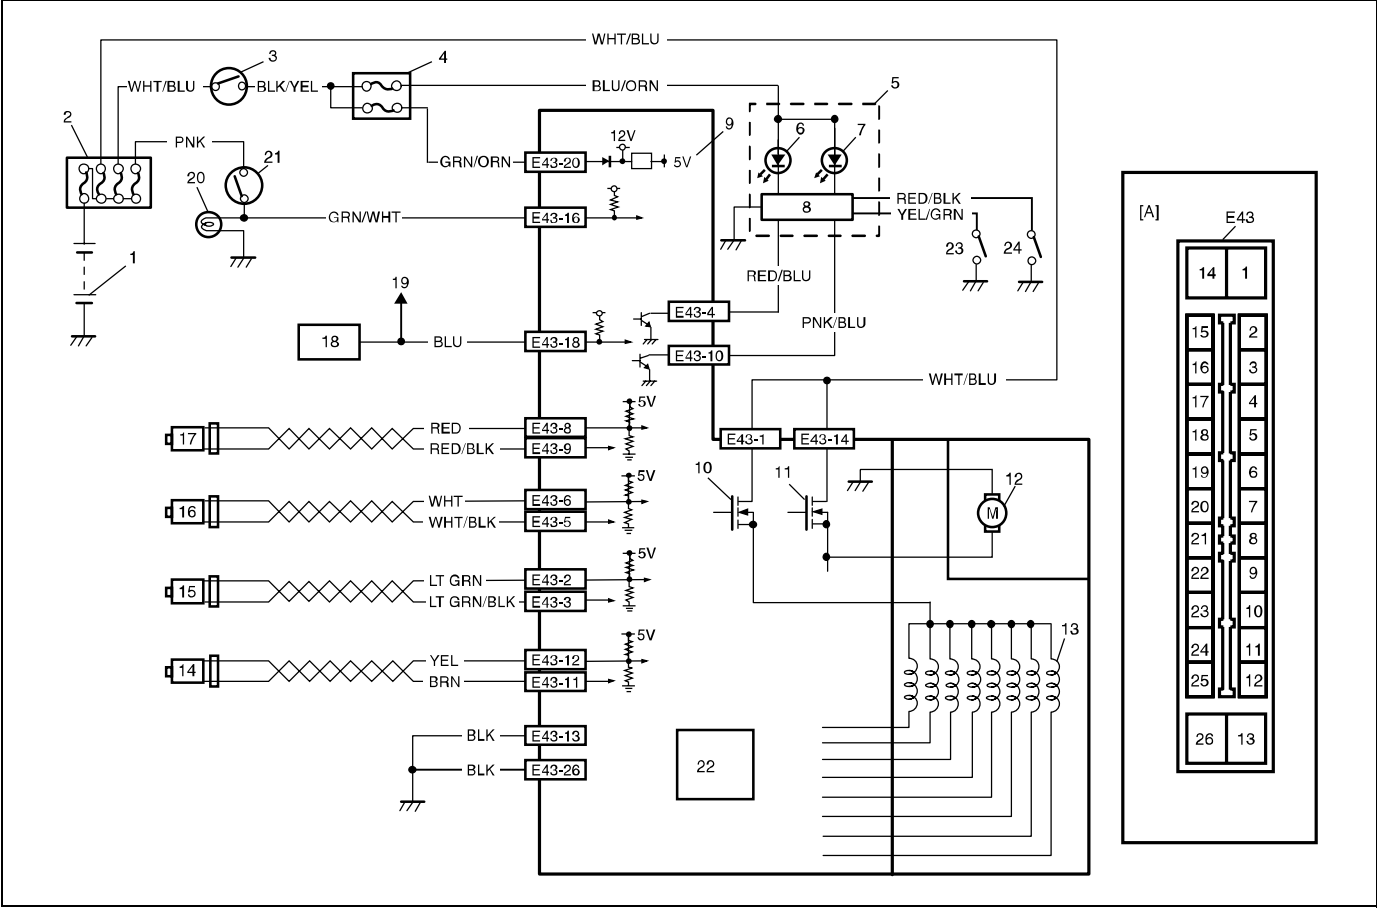 WHT/BLU
3
4
WHT/BLU
BLK/YEL
BLU/ORN
5
2
PNK
21
20
GRN/ORN
E43-20
12V
5V
9
6
7
8
RED/BLK
YEL/GRN
23
24
GRN/WHT
E43-16
1
RED/BLU
19
18
BLU
E43-18
E43-4
PNK/BLU
E43-10
WHT/BLU
5V
17
RED
E43-8
RED/BLK
E43-9
E43-1
E43-14
10
11
12
M
5V
16
WHT
E43-6
WHT/BLK
E43-5
5V
15
LT GRN
E43-2
LT GRN/BLK
E43-3
5V
14
YEL
E43-12
BRN
E43-11
13
BLK
E43-13
BLK
E43-26
22
[A]
E43
14 1
15 2
16 3
17 4
18 5
19 6
20 7
21 8
22 9
23 10
24 11
25 12
26 13